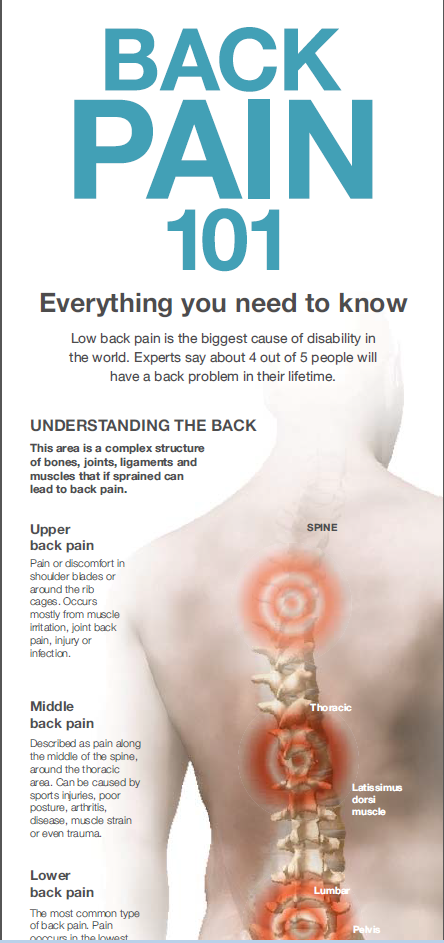 BACK
PAIN
101
Everything you need to know
Low back pain is the biggest cause of disability in
the world. Experts say about 4 out of 5 people will
have a back problem in their lifetime.
UNDERSTANDING THE BACK
This area is a complex structure
of bones, joints, ligaments and
muscles that if sprained can
lead to back pain.
SPINE
Upper
back pain
Pain or discomfort in
shoulder blades or
around the rib
cages. Occurs
mostly from muscle
irritation, joint back
pain, injury or
infection.
Thoracic
Middle
back pain
Described as pain along
the middle of the spine,
around the thoracic
area. Can be caused by
sports injuries, poor
posture, arthritis,
disease, muscle strain
or even trauma.
Latissimus
dorsi
muscle
Lower
back pain
Lumbar
The most common type
of back pain. Pain
occurs in the lowest
Pelvis